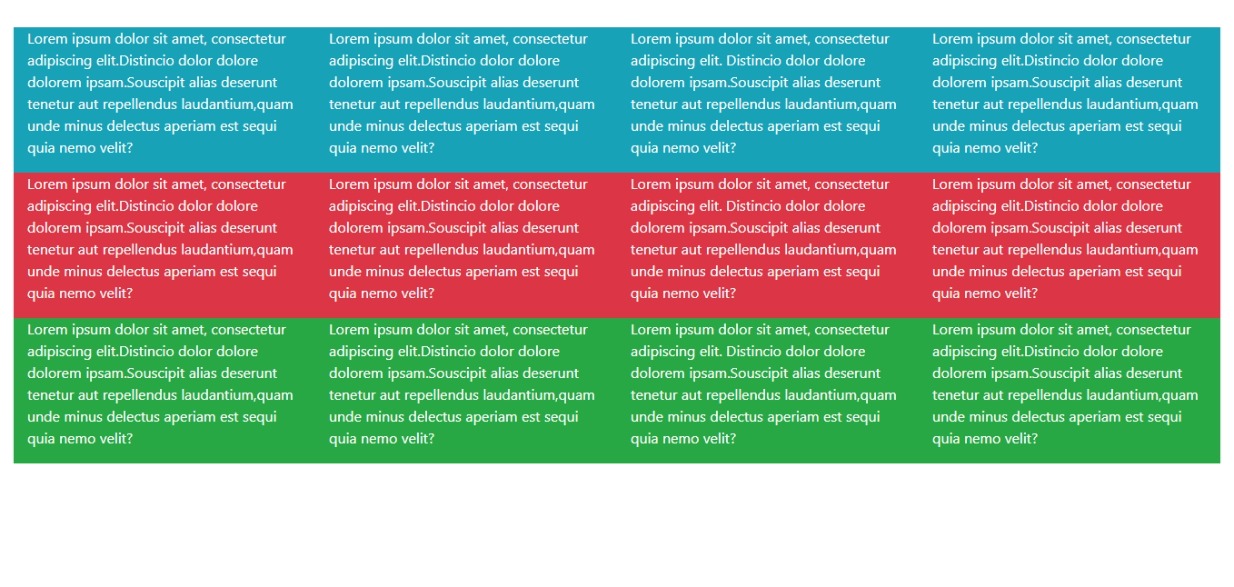 Lorem ipsum dolor sit amet, consectetur
adipiscing elit.Distincio dolor dolore
dolorem ipsam.Souscipit alias deserunt
tenetur aut repellendus laudantium,quam
unde minus delectus aperiam est sequi
quia nemo velit?
Lorem ipsum dolor sit amet, consectetur
adipiscing elit.Distincio dolor dolore
dolorem ipsam.Souscipit alias deserunt
tenetur aut repellendus laudantium,quam
unde minus delectus aperiam est sequi
quia nemo velit?
Lorem ipsum dolor sit amet, consectetur
adipiscing elit. Distincio dolor dolore
dolorem ipsam.Souscipit alias deserunt
tenetur aut repellendus laudantium,quam
unde minus delectus aperiam est sequi
quia nemo velit?
Lorem ipsum dolor sit amet, consectetur
adipiscing elit.Distincio dolor dolore
dolorem ipsam.Souscipit alias deserunt
tenetur aut repellendus laudantium,quam
unde minus delectus aperiam est sequi
quia nemo velit?
Lorem ipsum dolor sit amet, consectetur
adipiscing elit.Distincio dolor dolore
dolorem ipsam.Souscipit alias deserunt
tenetur aut repellendus laudantium,quam
unde minus delectus aperiam est sequi
quia nemo velit?
Lorem ipsum dolor sit amet, consectetur
adipiscing elit.Distincio dolor dolore
dolorem ipsam.Souscipit alias deserunt
tenetur aut repellendus laudantium,quam
unde minus delectus aperiam est sequi
quia nemo velit?
Lorem ipsum dolor sit amet, consectetur
adipiscing elit. Distincio dolor dolore
dolorem ipsam.Souscipit alias deserunt
tenetur aut repellendus laudantium,quam
unde minus delectus aperiam est sequi
quia nemo velit?
Lorem ipsum dolor sit amet, consectetur
adipiscing elit.Distincio dolor dolore
dolorem ipsam.Souscipit alias deserunt
tenetur aut repellendus laudantium,quam
unde minus delectus aperiam est sequi
quia nemo velit?
Lorem ipsum dolor sit amet, consectetur
adipiscing elit.Distincio dolor dolore
dolorem ipsam.Souscipit alias deserunt
tenetur aut repellendus laudantium,quam
unde minus delectus aperiam est sequi
quia nemo velit?
Lorem ipsum dolor sit amet, consectetur
adipiscing elit.Distincio dolor dolore
dolorem ipsam.Souscipit alias deserunt
tenetur aut repellendus laudantium,quam
unde minus delectus aperiam est sequi
quia nemo velit?
Lorem ipsum dolor sit amet, consectetur
adipiscing elit. Distincio dolor dolore
dolorem ipsam.Souscipit alias deserunt
tenetur aut repellendus laudantium,quam
unde minus delectus aperiam est sequi
quia nemo velit?
Lorem ipsum dolor sit amet, consectetur
adipiscing elit.Distincio dolor dolore
dolorem ipsam.Souscipit alias deserunt
tenetur aut repellendus laudantium,quam
unde minus delectus aperiam est sequi
quia nemo velit?